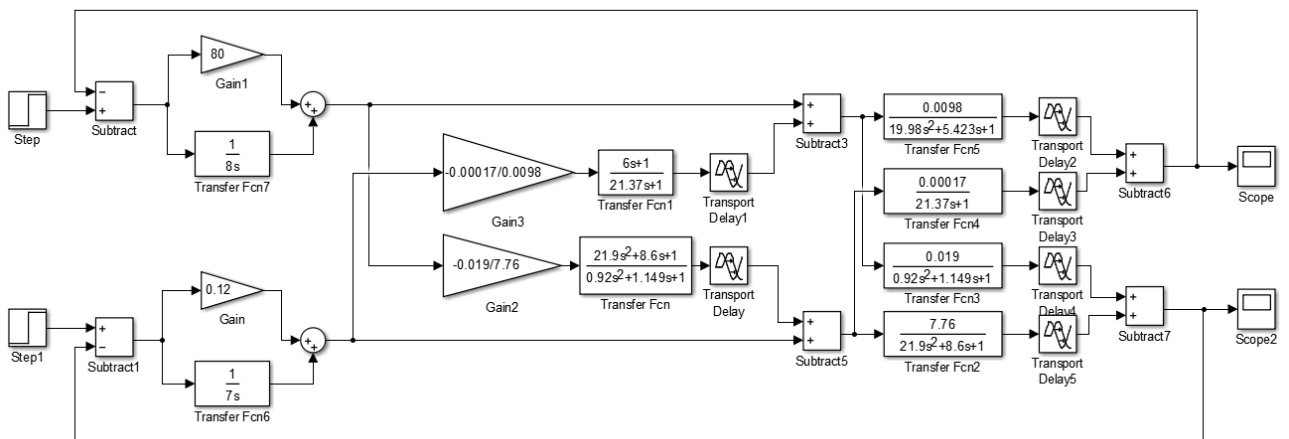 Step
−
+
Subtract
80
Gain1
1
8s
Transfer Fcn7
+
+
-0.00017/0.0098
Gain3
6s+1
21.37s+1
Transfer Fcn1
Transport
Delay1
+
+
Subtract3
0.0098
19.98s²+5.423s+1
Transfer Fcn5
Transport
Delay2
+
+
Subtract6
Scope
0.00017
21.37s+1
Transfer Fcn4
Transport
Delay3
-0.019/7.76
Gain2
21.9s²+8.6s+1
0.92s²+1.149s+1
Transfer Fcn
Transport
Delay
0.019
0.92s²+1.149s+1
Transfer Fcn3
Transport
Delay4
Step1
+
−
Subtract1
0.12
Gain
1
7s
Transfer Fcn6
+
+
+
+
Subtract5
7.76
21.9s²+8.6s+1
Transfer Fcn2
Transport
Delay5
+
+
Subtract7
Scope2